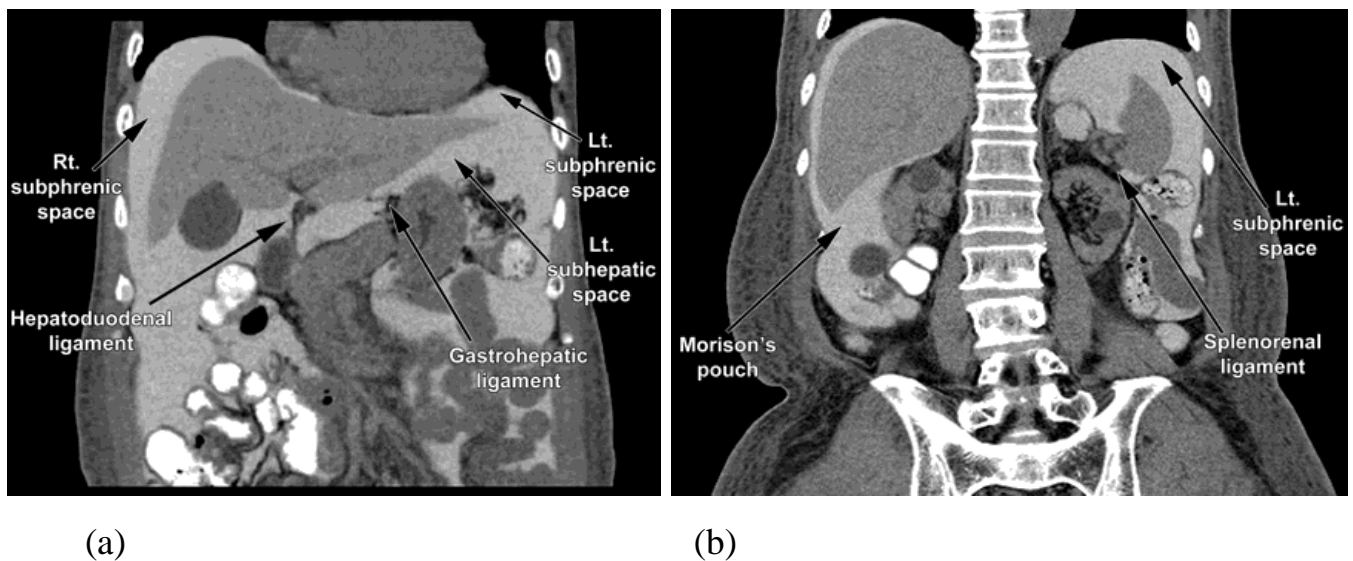 Rt.
subphrenic
space
Hepatoduodenal
ligament
Lt.
subphrenic
space
Lt.
subhepatic
space
Gastrohepatic
ligament
(a)
Morison's
pouch
Lt.
subphrenic
space
Splenorenal
ligament
(b)